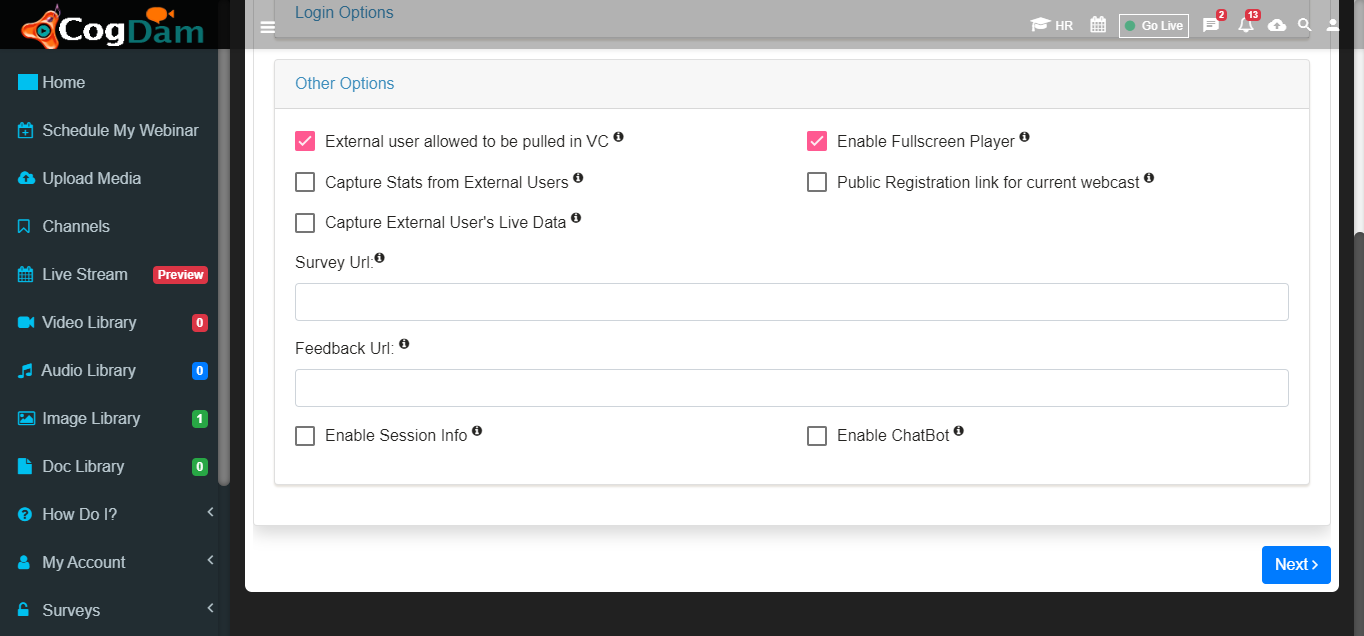 CogDam
Login Options
HR
Go Live
2
13
Home
Schedule My Webinar
Upload Media
Channels
Live Stream Preview
Video Library 0
Audio Library 0
Image Library 1
Doc Library 0
How Do I?
My Account
Surveys
Other Options
External user allowed to be pulled in VC
Enable Fullscreen Player
Capture Stats from External Users
Public Registration link for current webcast
Capture External User's Live Data
Survey Url:
Feedback Url:
Enable Session Info
Enable ChatBot
Next